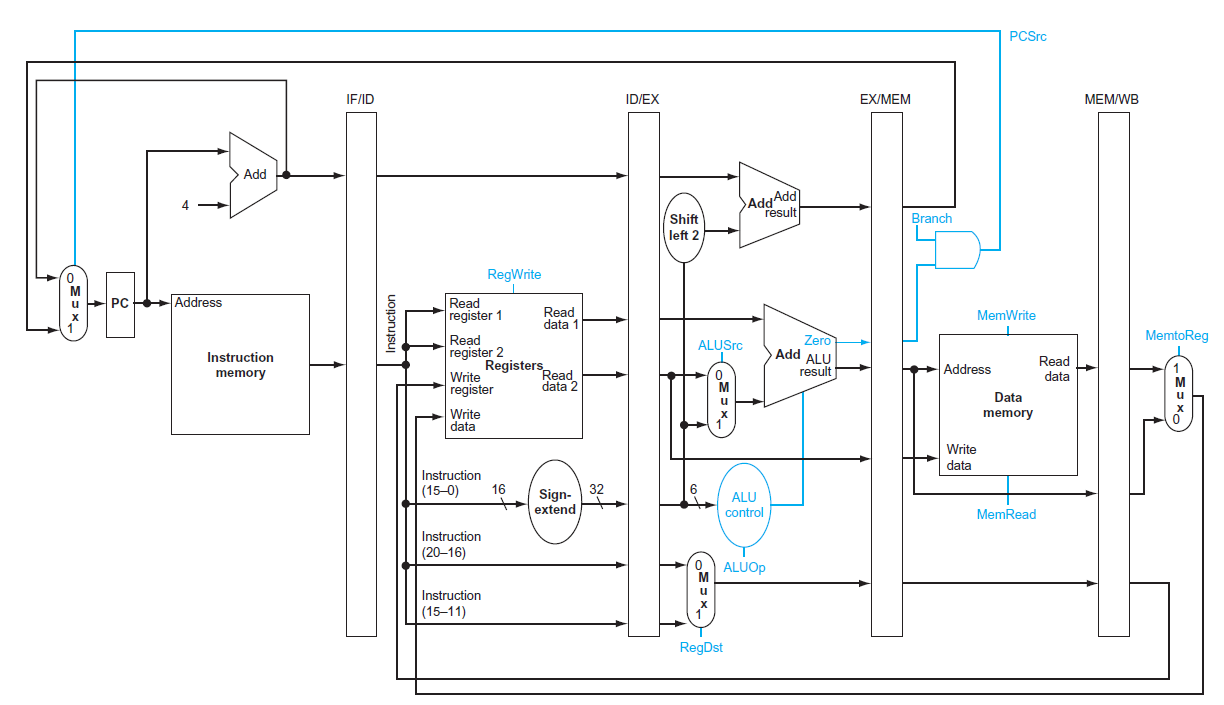 PCSrc
IF/ID
ID/EX
EX/MEM
MEM/WB
Add
4
Add
Add
result
Shift
left 2
Branch
0
M
u
x
1
PC
Address
Instruction
memory
Instruction
RegWrite
Read
register 1
Read
register 2
Write
register
Write
data
Registers
Read
data 1
Read
data 2
ALUSrc
0
M
u
x
1
Zero
Add
ALU
result
MemWrite
Address
Read
data
Data
memory
Write
data
MemRead
MemtoReg
1
M
u
x
0
Instruction
(15–0)
16
Sign-
extend
32
6
ALU
control
ALUOp
Instruction
(20–16)
Instruction
(15–11)
0
M
u
x
1
RegDst